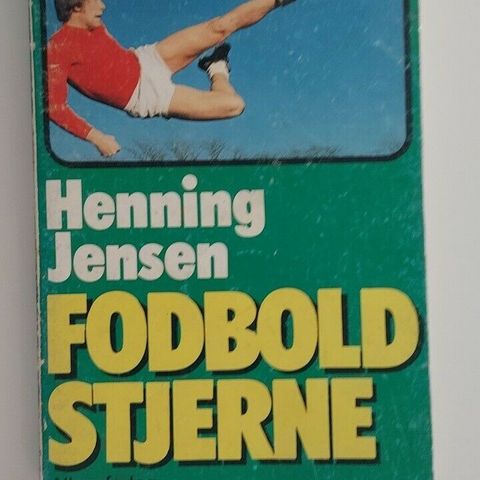 Henning
Jensen
FODBOLD
STJERNE